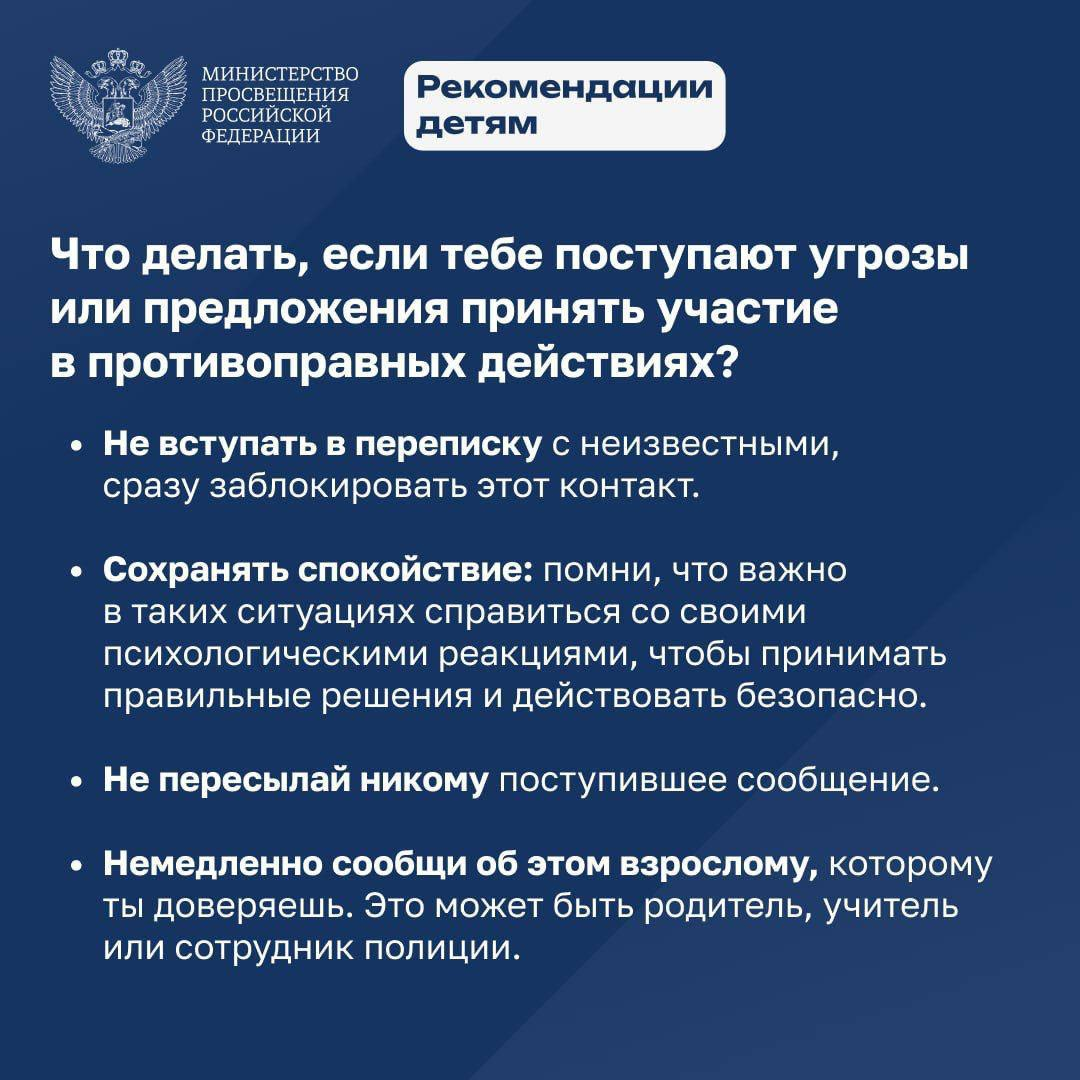 МИНИСТЕРСТВО
ПРОСВЕЩЕНИЯ
РОССИЙСКОЙ
ФЕДЕРАЦИИ
Рекомендации
детям
Что делать, если тебе поступают угрозы
или предложения принять участие
в противоправных действиях?
• Не вступать в переписку с неизвестными,
сразу заблокировать этот контакт.
• Сохранять спокойствие: помни, что важно
в таких ситуациях справиться со своими
психологическими реакциями, чтобы принимать
правильные решения и действовать безопасно.
• Не пересылай никому поступившее сообщение.
• Немедленно сообщи об этом взрослому, которому
ты доверяешь. Это может быть родитель, учитель
или сотрудник полиции.